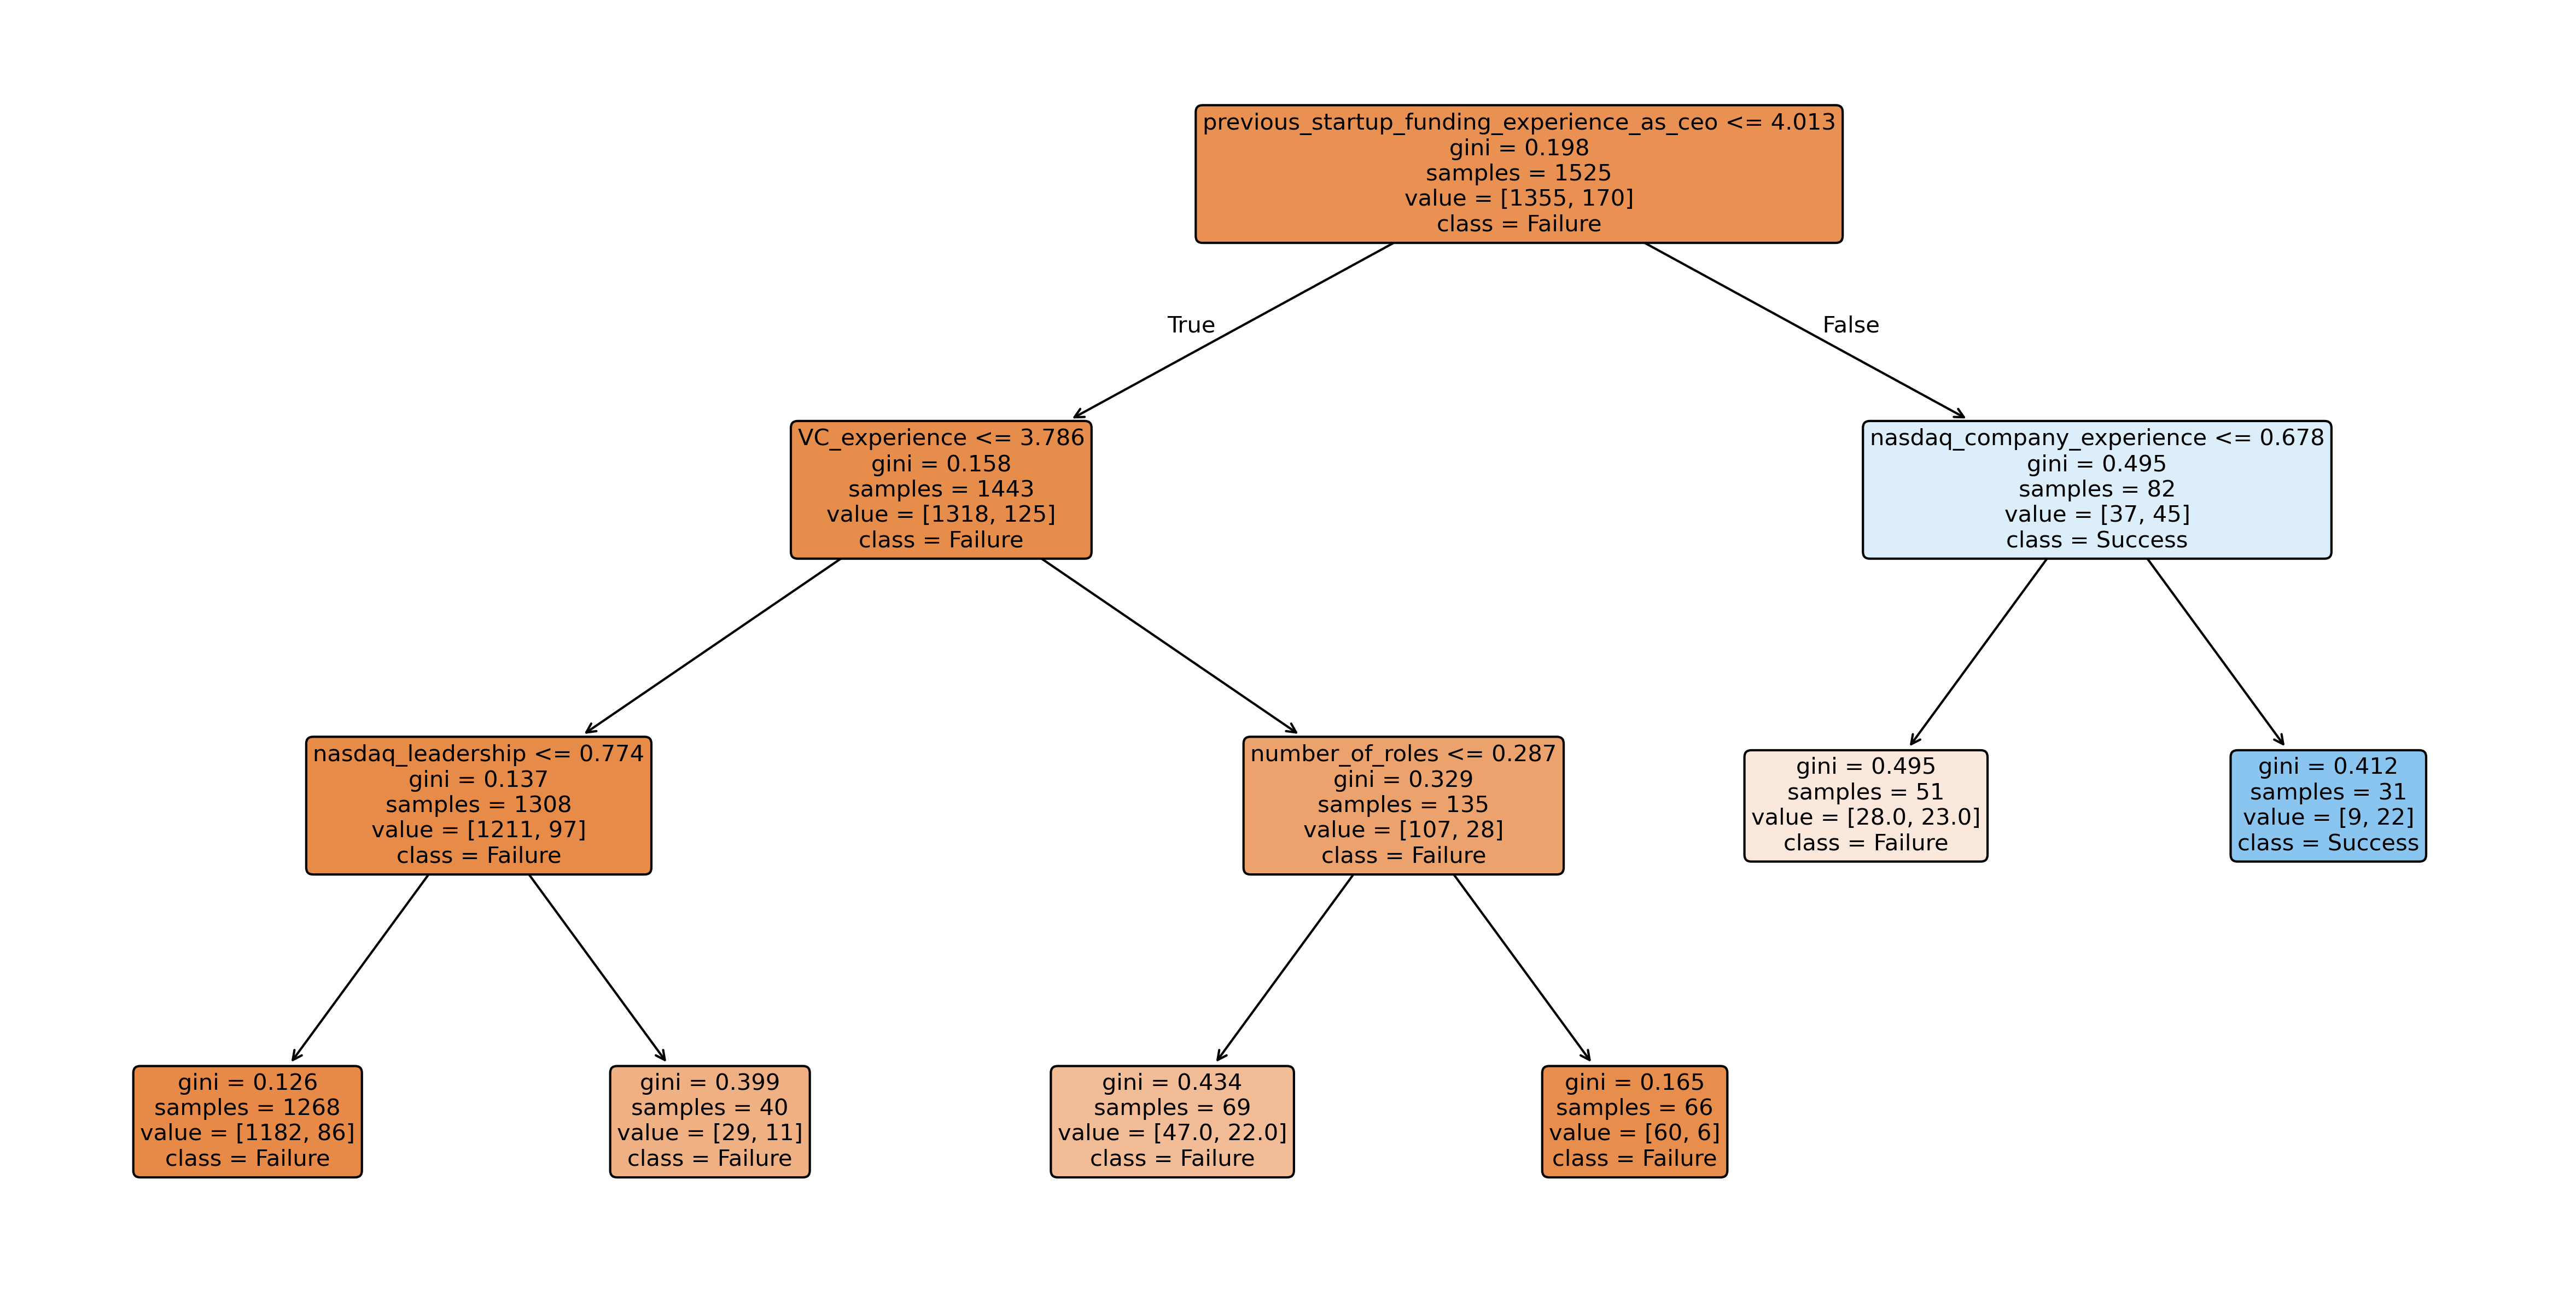 previous_startup_funding_experience_as_ceo <= 4.013
gini = 0.198
samples = 1525
value = [1355, 170]
class = Failure
True
False
VC_experience <= 3.786
gini = 0.158
samples = 1443
value = [1318, 125]
class = Failure
nasdaq_company_experience <= 0.678
gini = 0.495
samples = 82
value = [37, 45]
class = Success
nasdaq_leadership <= 0.774
gini = 0.137
samples = 1308
value = [1211, 97]
class = Failure
number_of_roles <= 0.287
gini = 0.329
samples = 135
value = [107, 28]
class = Failure
gini = 0.495
samples = 51
value = [28.0, 23.0]
class = Failure
gini = 0.412
samples = 31
value = [9, 22]
class = Success
gini = 0.126
samples = 1268
value = [1182, 86]
class = Failure
gini = 0.399
samples = 40
value = [29, 11]
class = Failure
gini = 0.434
samples = 69
value = [47.0, 22.0]
class = Failure
gini = 0.165
samples = 66
value = [60, 6]
class = Failure